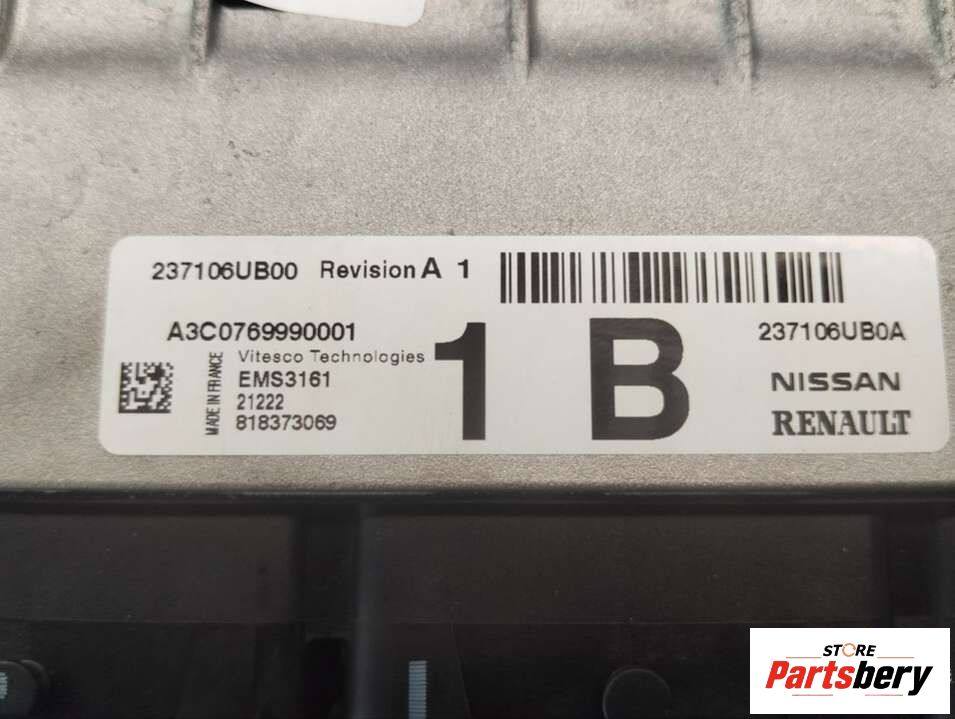 237106UB00 Revision A 1
A3C0769990001
237106UB0A
Vitesco Technologies
MADE IN FRANCE
EMS3161
21222
818373069
1 B
NISSAN
RENAULT
STORE
Partsbery